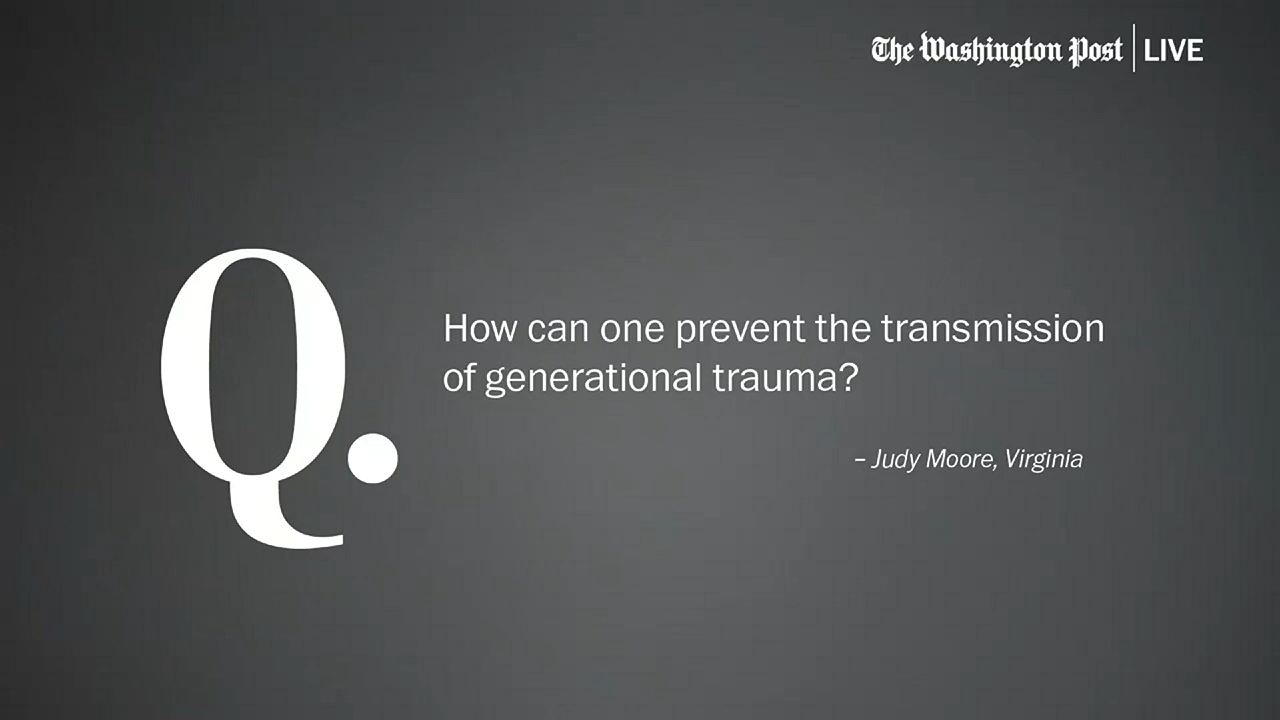 The Washington Post | LIVE
Q.
How can one prevent the transmission
of generational trauma?
– Judy Moore, Virginia